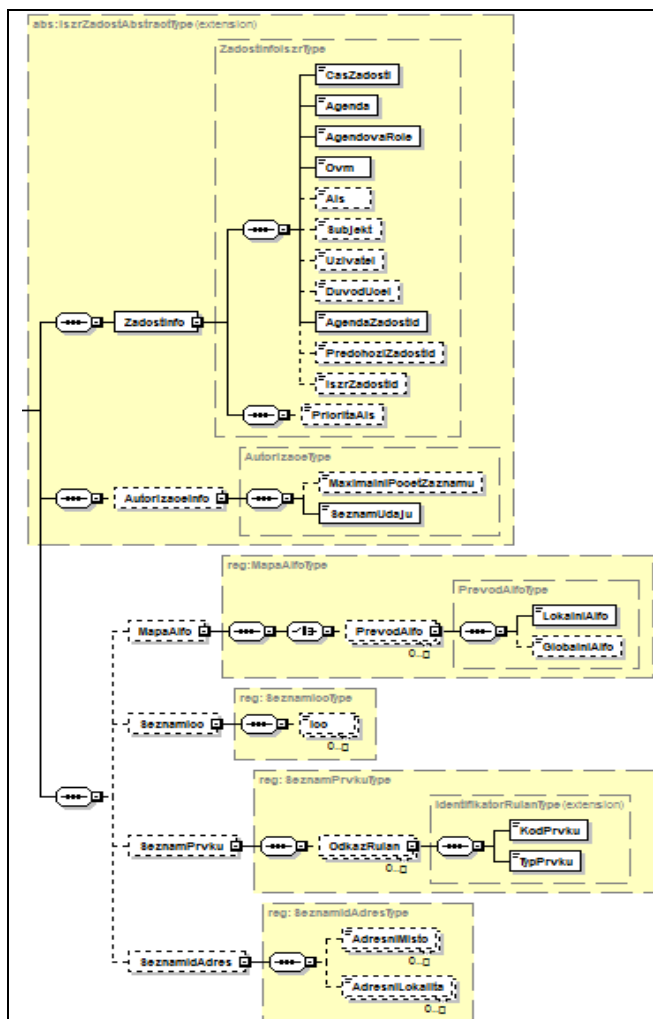 abs:IszrZadostAbstractType (extension)
ZadostInfoIszrType
CasZadosti
Agenda
AgendovaRole
Ovm
Ais
Subjekt
Uzivatel
DuvodUcel
ZadostInfo
AgendaZadostId
PredchoziZadostId
IszrZadostId
PrioritaAis
AutorizaceType
MaximalniPocetZaznamu
AutorizaceInfo
SeznamUdaju
reg:MapaAifoType
PrevodAifoType
LokalniAifo
MapaAifo
PrevodAifo
GlobalniAifo
0..
reg: SeznamIcoType
SeznamIco
Ico
0..
reg: SeznamPrvkuType
IdentifikatorRuianType (extension)
KodPrvku
SeznamPrvku
OdkazRuian
TypPrvku
0..
reg: SeznamIdAdresType
AdresniMisto
0..
SeznamIdAdres
AdresniLokalita
0..